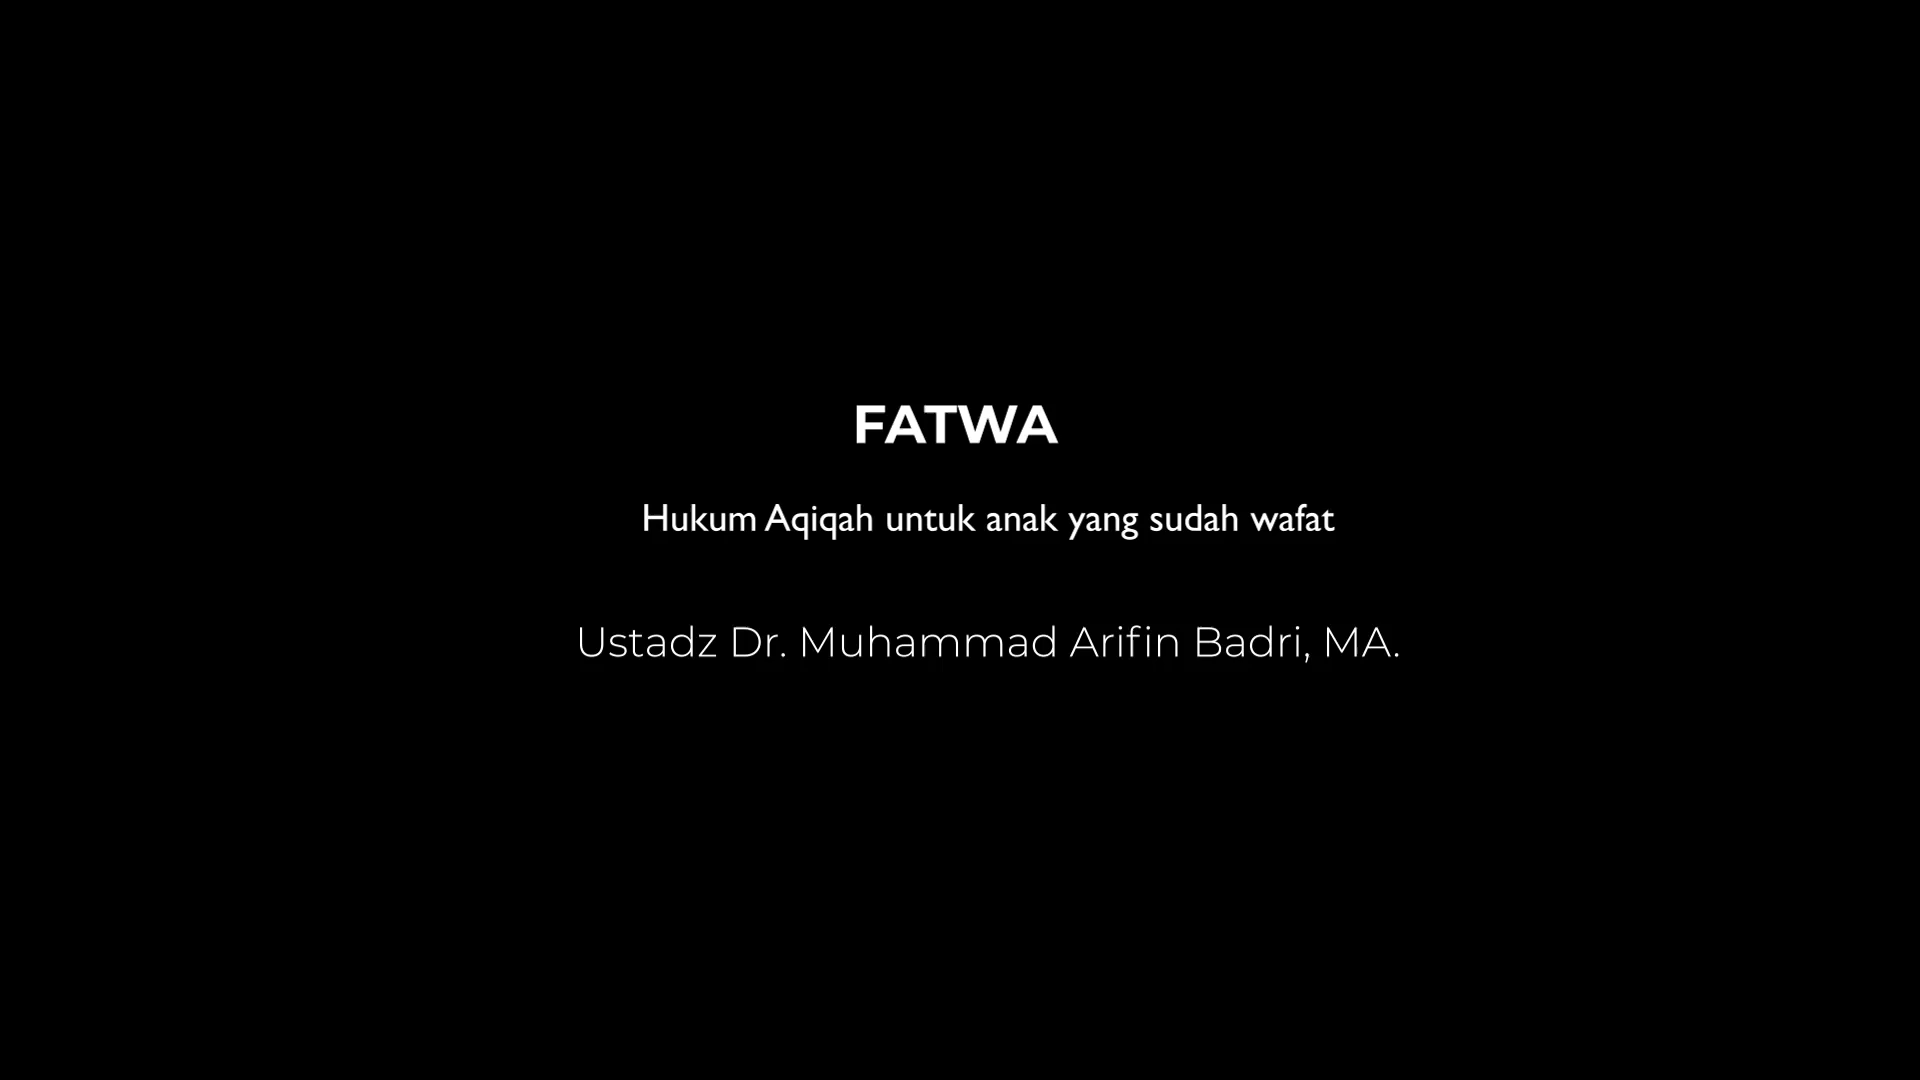 FATWA
Hukum Aqiqah untuk anak yang sudah wafat
Ustadz Dr. Muhammad Arifin Badri, MA.